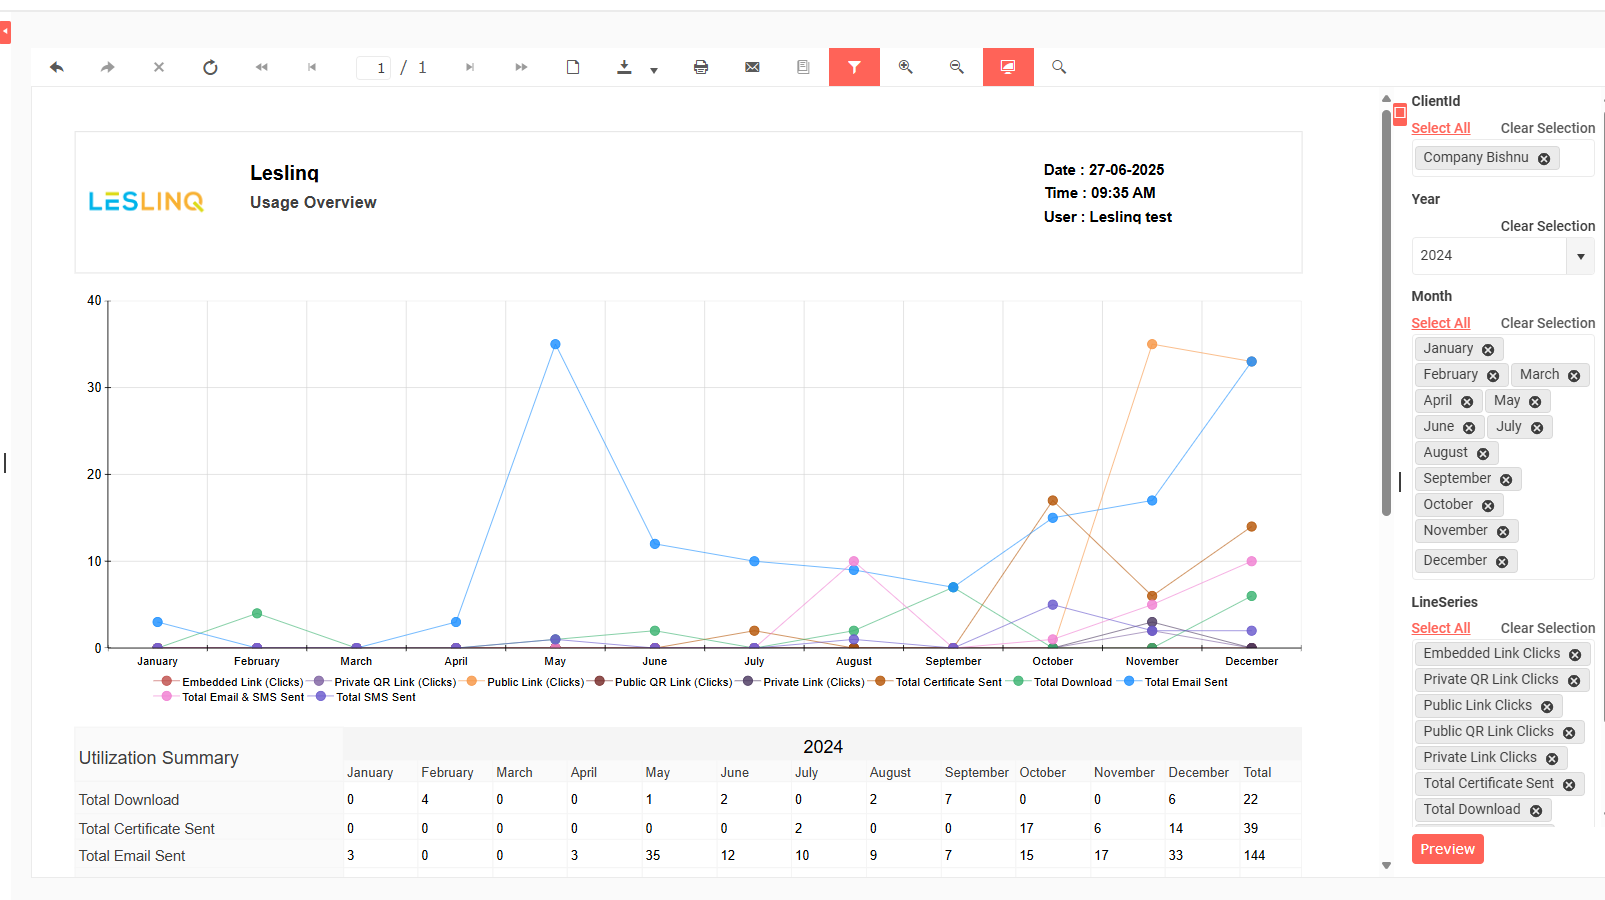 1 / 1
LESLINQ
Leslinq
Usage Overview
Date : 27-06-2025
Time : 09:35 AM
User : Leslinq test
40
30
20
10
0
January February March April May June July August September October November December
Embedded Link (Clicks) Private QR Link (Clicks) Public Link (Clicks) Public QR Link (Clicks) Private Link (Clicks) Total Certificate Sent Total Download Total Email Sent
Total Email & SMS Sent Total SMS Sent
Utilization Summary
2024
January February March April May June July August September October November December Total
Total Download 0 4 0 0 1 2 0 2 7 0 0 6 22
Total Certificate Sent 0 0 0 0 0 0 2 0 0 17 6 14 39
Total Email Sent 3 0 0 3 35 12 10 9 7 15 17 33 144
ClientId
Select All Clear Selection
Company Bishnu
Year
Clear Selection
2024
Month
Select All Clear Selection
January
February March
April May
June July
August
September
October
November
December
LineSeries
Select All Clear Selection
Embedded Link Clicks
Private QR Link Clicks
Public Link Clicks
Public QR Link Clicks
Private Link Clicks
Total Certificate Sent
Total Download
Preview